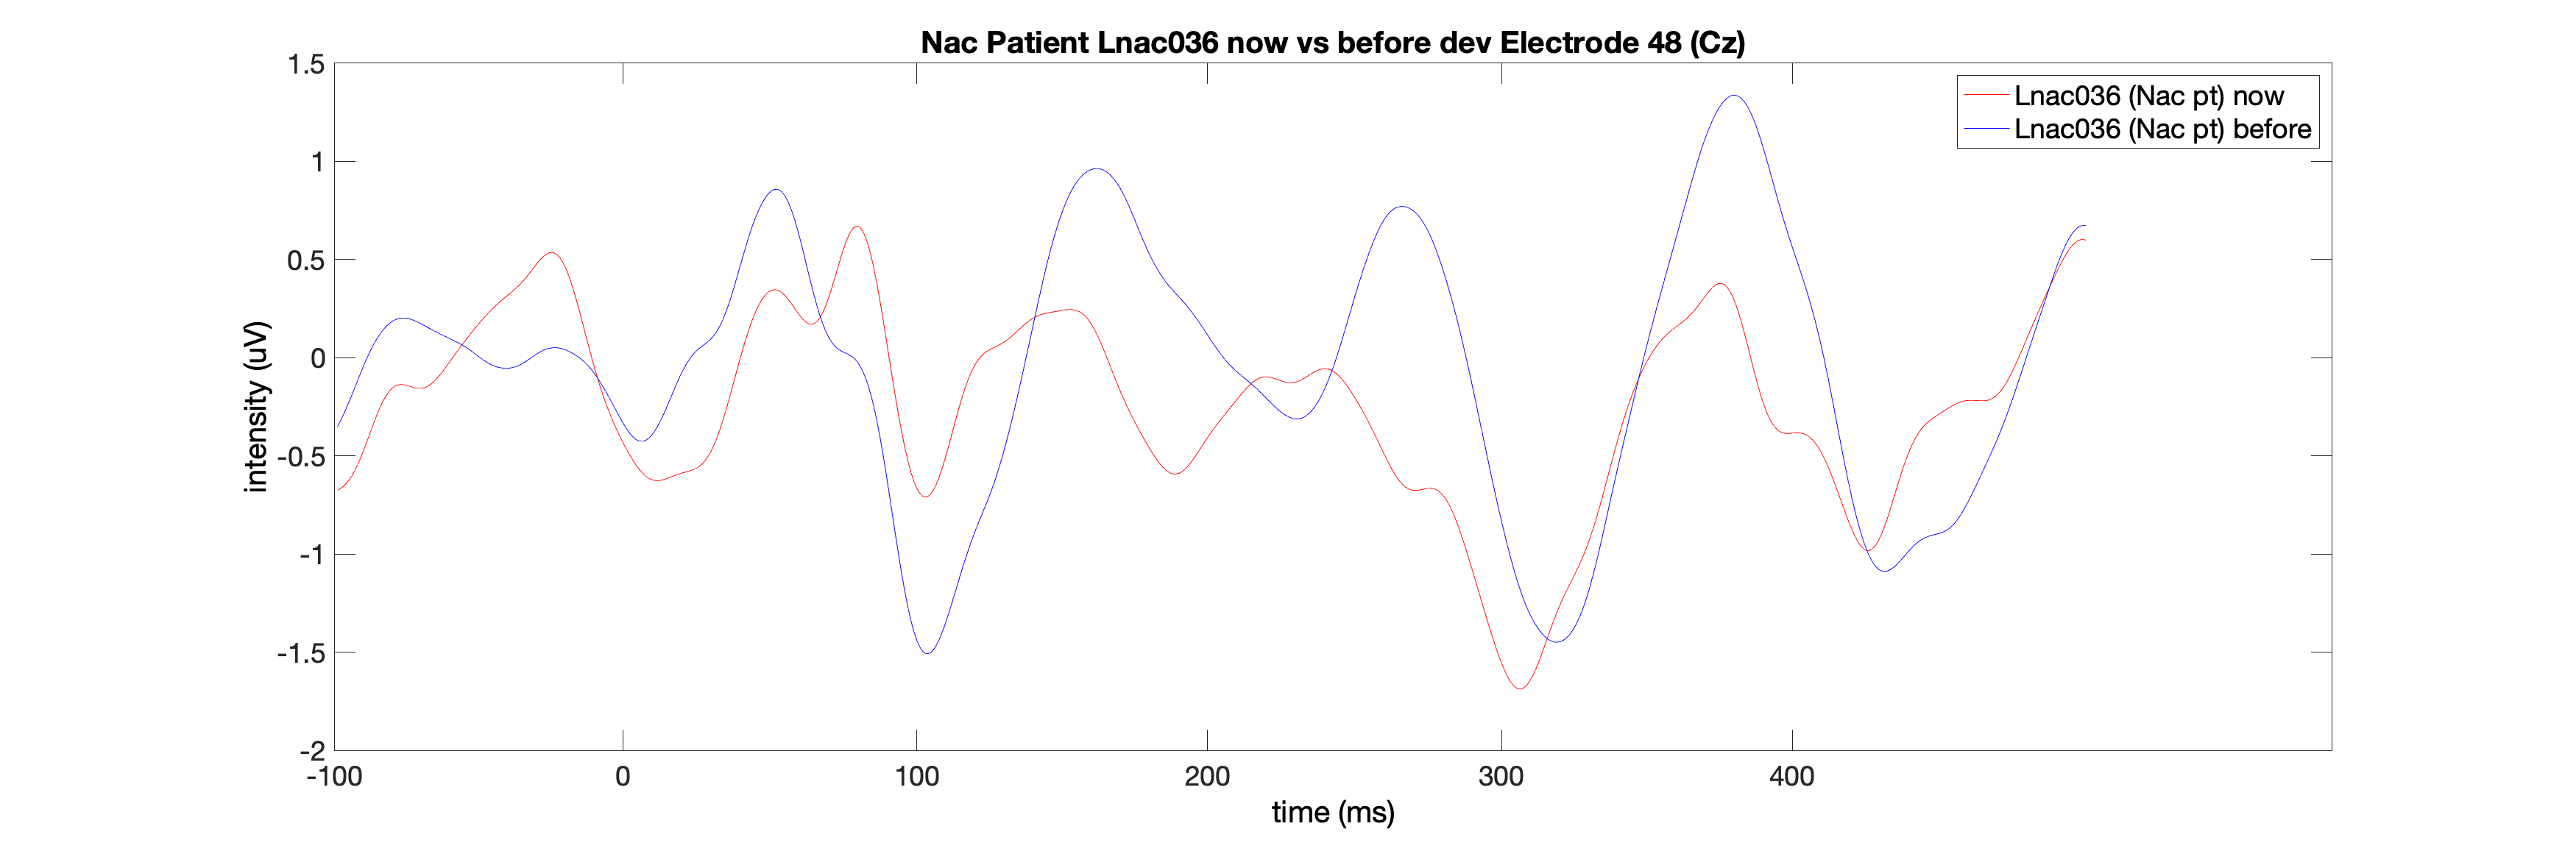 Nac Patient Lnac036 now vs before dev Electrode 48 (Cz)
1.5
1
0.5
0
-0.5
-1
-1.5
-2
intensity (uV)
Lnac036 (Nac pt) now
Lnac036 (Nac pt) before
-100 0 100 200 300 400
time (ms)